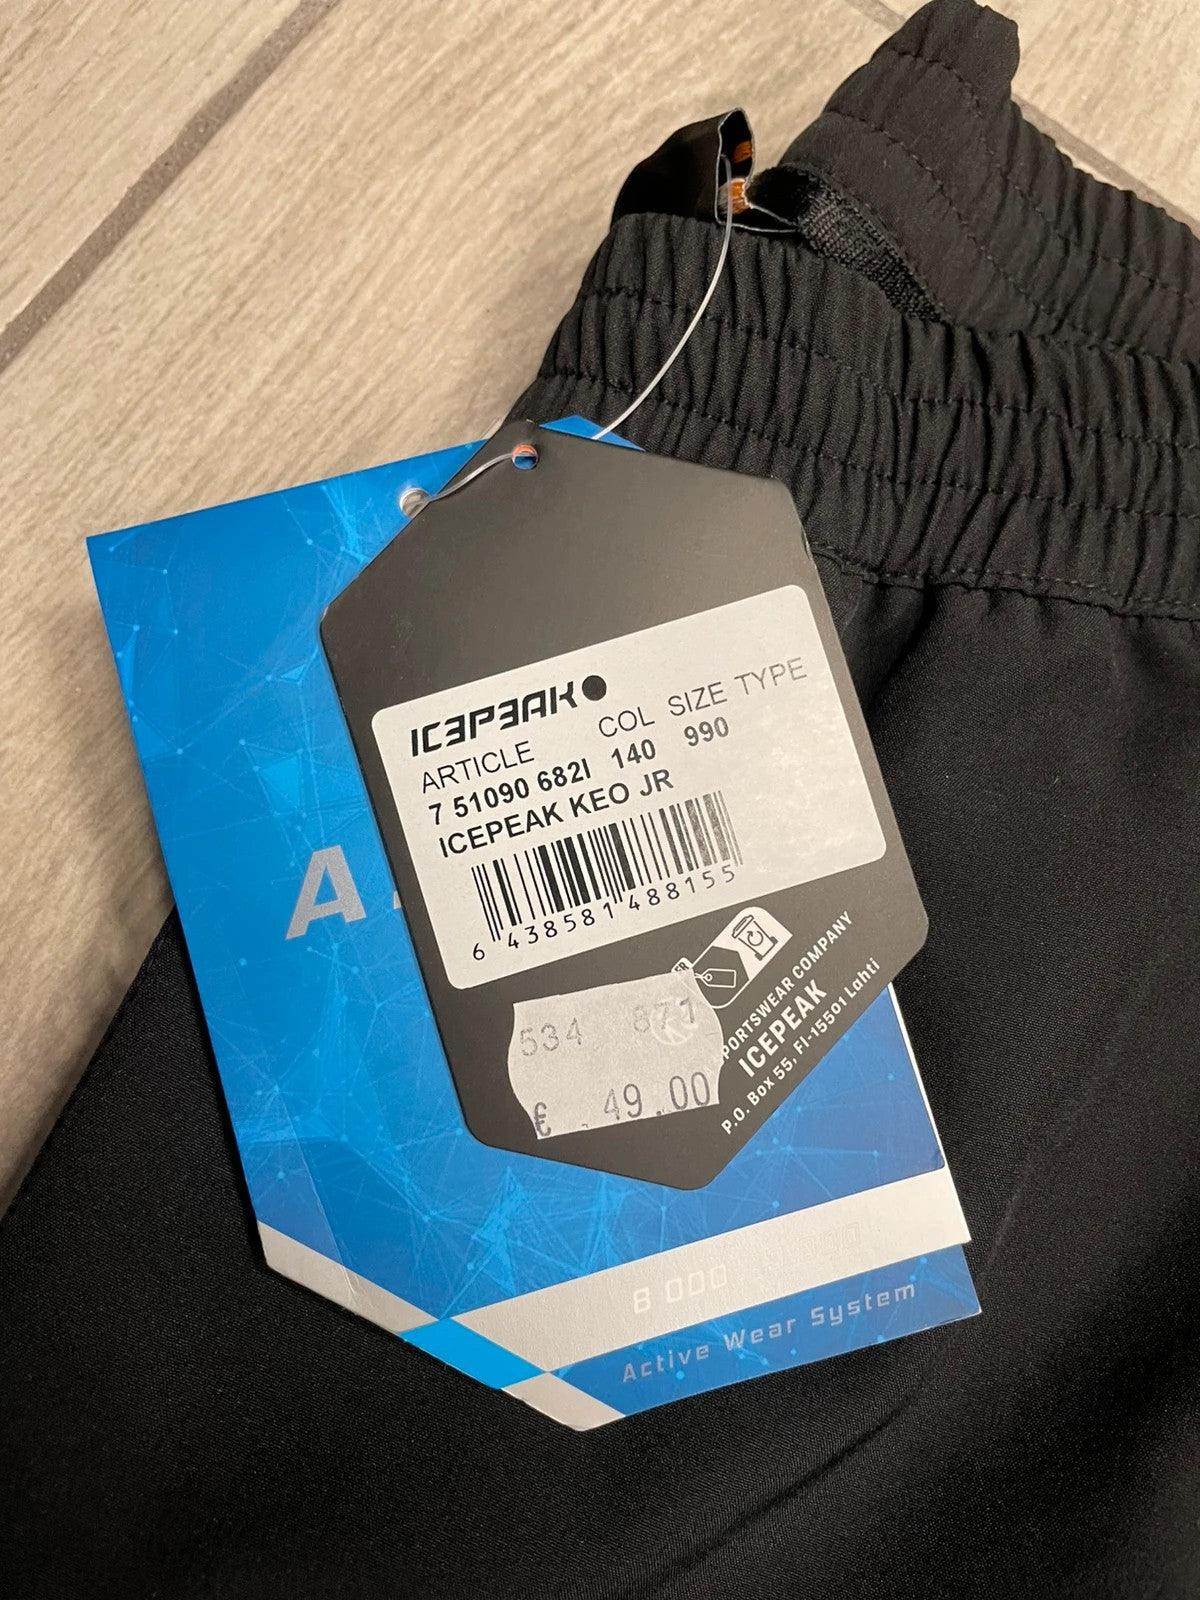 ICEPEAK
ARTICLE COL SIZE TYPE
7 51090 682I 140 990
ICEPEAK KEO JR
6 438581 488155
534 871
€ 49.00
SPORTSWEAR COMPANY
ICEPEAK
P.O. Box 55, FI-15501 Lahti
A
8 000
Active Wear System